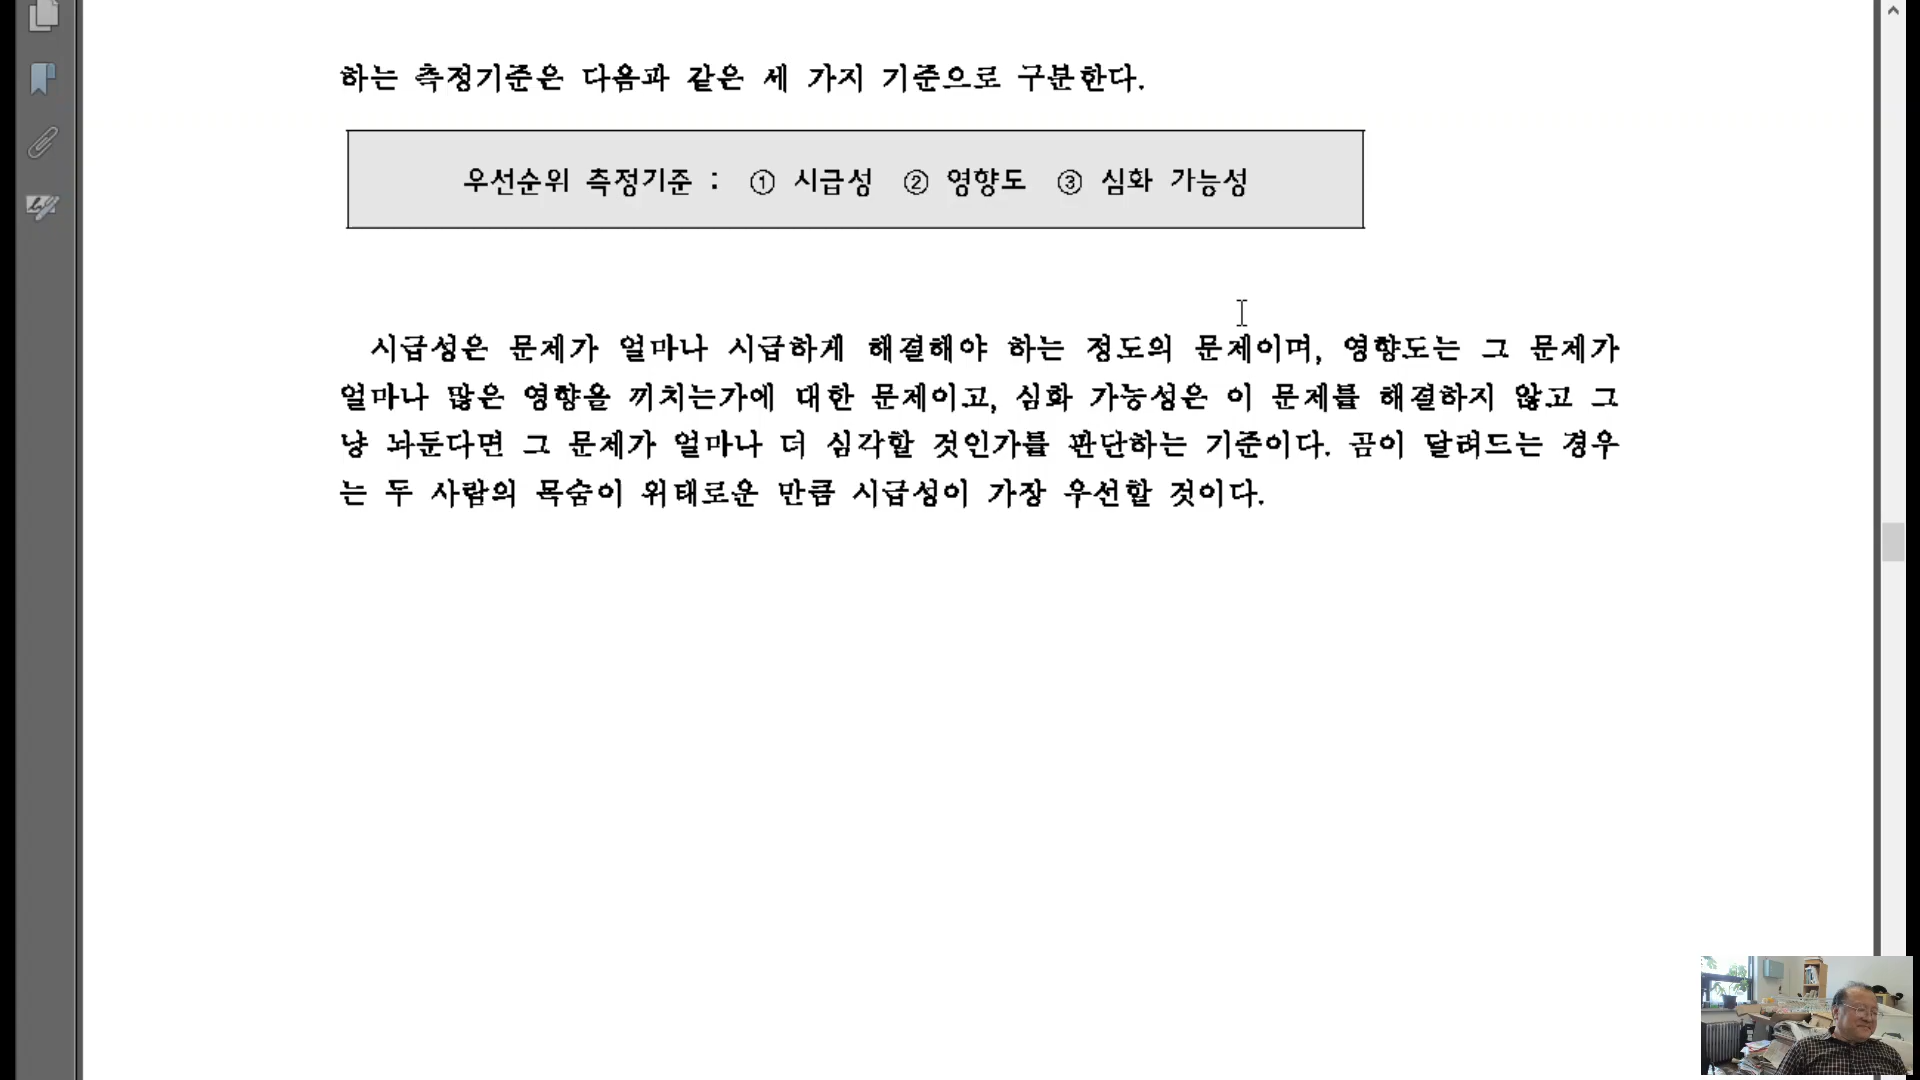 하는 측정기준은 다음과 같은 세 가지 기준으로 구분한다.
우선순위 측정기준 : ① 시급성 ② 영향도 ③ 심화 가능성
시급성은 문제가 얼마나 시급하게 해결해야 하는 정도의 문제이며, 영향도는 그 문제가
얼마나 많은 영향을 끼치는가에 대한 문제이고, 심화 가능성은 이 문제를 해결하지 않고 그
냥 놔둔다면 그 문제가 얼마나 더 심각할 것인가를 판단하는 기준이다. 곰이 달려드는 경우
는 두 사람의 목숨이 위태로운 만큼 시급성이 가장 우선할 것이다.